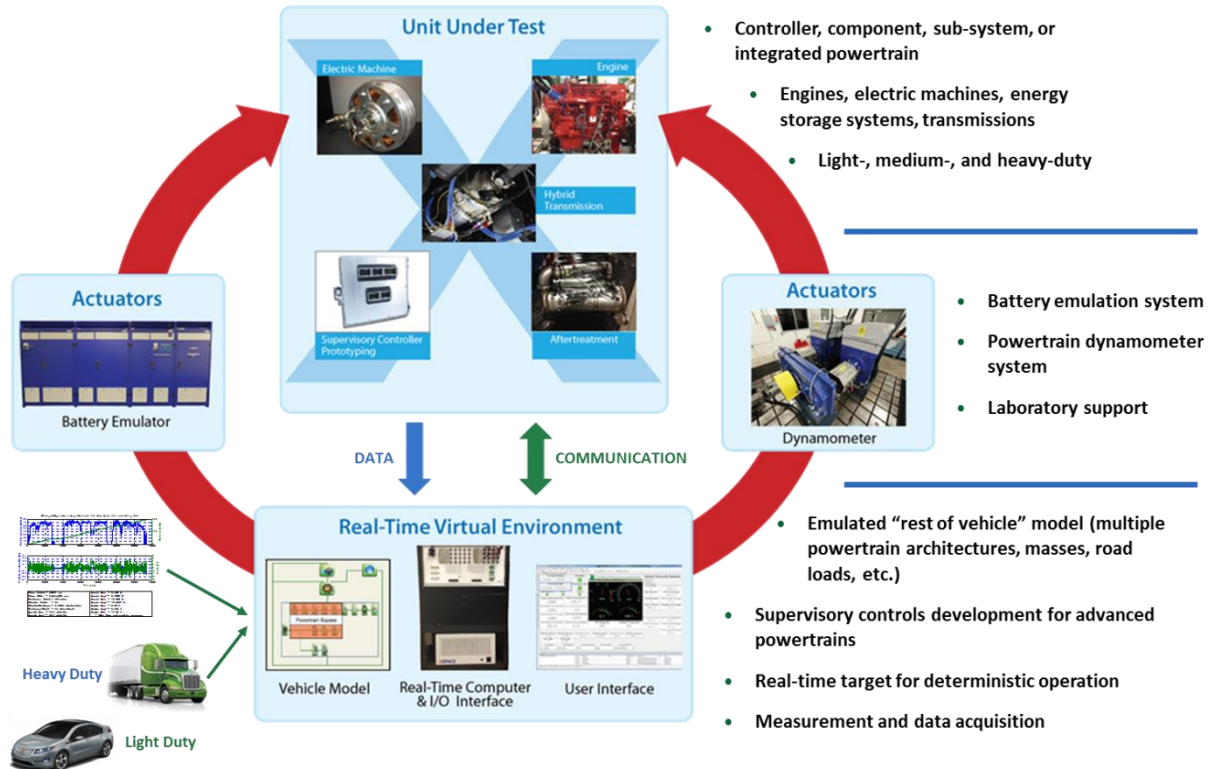 Unit Under Test
Electric Machine
Engine
Hybrid
Transmission
Supervisory Controller
Prototyping
Aftertreatment
• Controller, component, sub-system, or
integrated powertrain
• Engines, electric machines, energy
storage systems, transmissions
• Light-, medium-, and heavy-duty
Actuators
Battery Emulator
Actuators
Dynamometer
• Battery emulation system
• Powertrain dynamometer
system
• Laboratory support
DATA
COMMUNICATION
Real-Time Virtual Environment
Powertrain Bypass
Vehicle Model
Real-Time Computer
& I/O Interface
User Interface
Heavy Duty
Light Duty
• Emulated “rest of vehicle” model (multiple
powertrain architectures, masses, road
loads, etc.)
• Supervisory controls development for advanced
powertrains
• Real-time target for deterministic operation
• Measurement and data acquisition